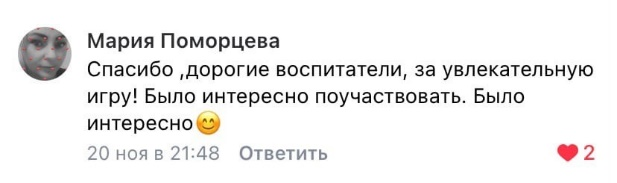 Мария Поморцева
Спасибо ,дорогие воспитатели, за увлекательную
игру! Было интересно поучаствовать. Было
интересно😊
20 ноя в 21:48 Ответить 2